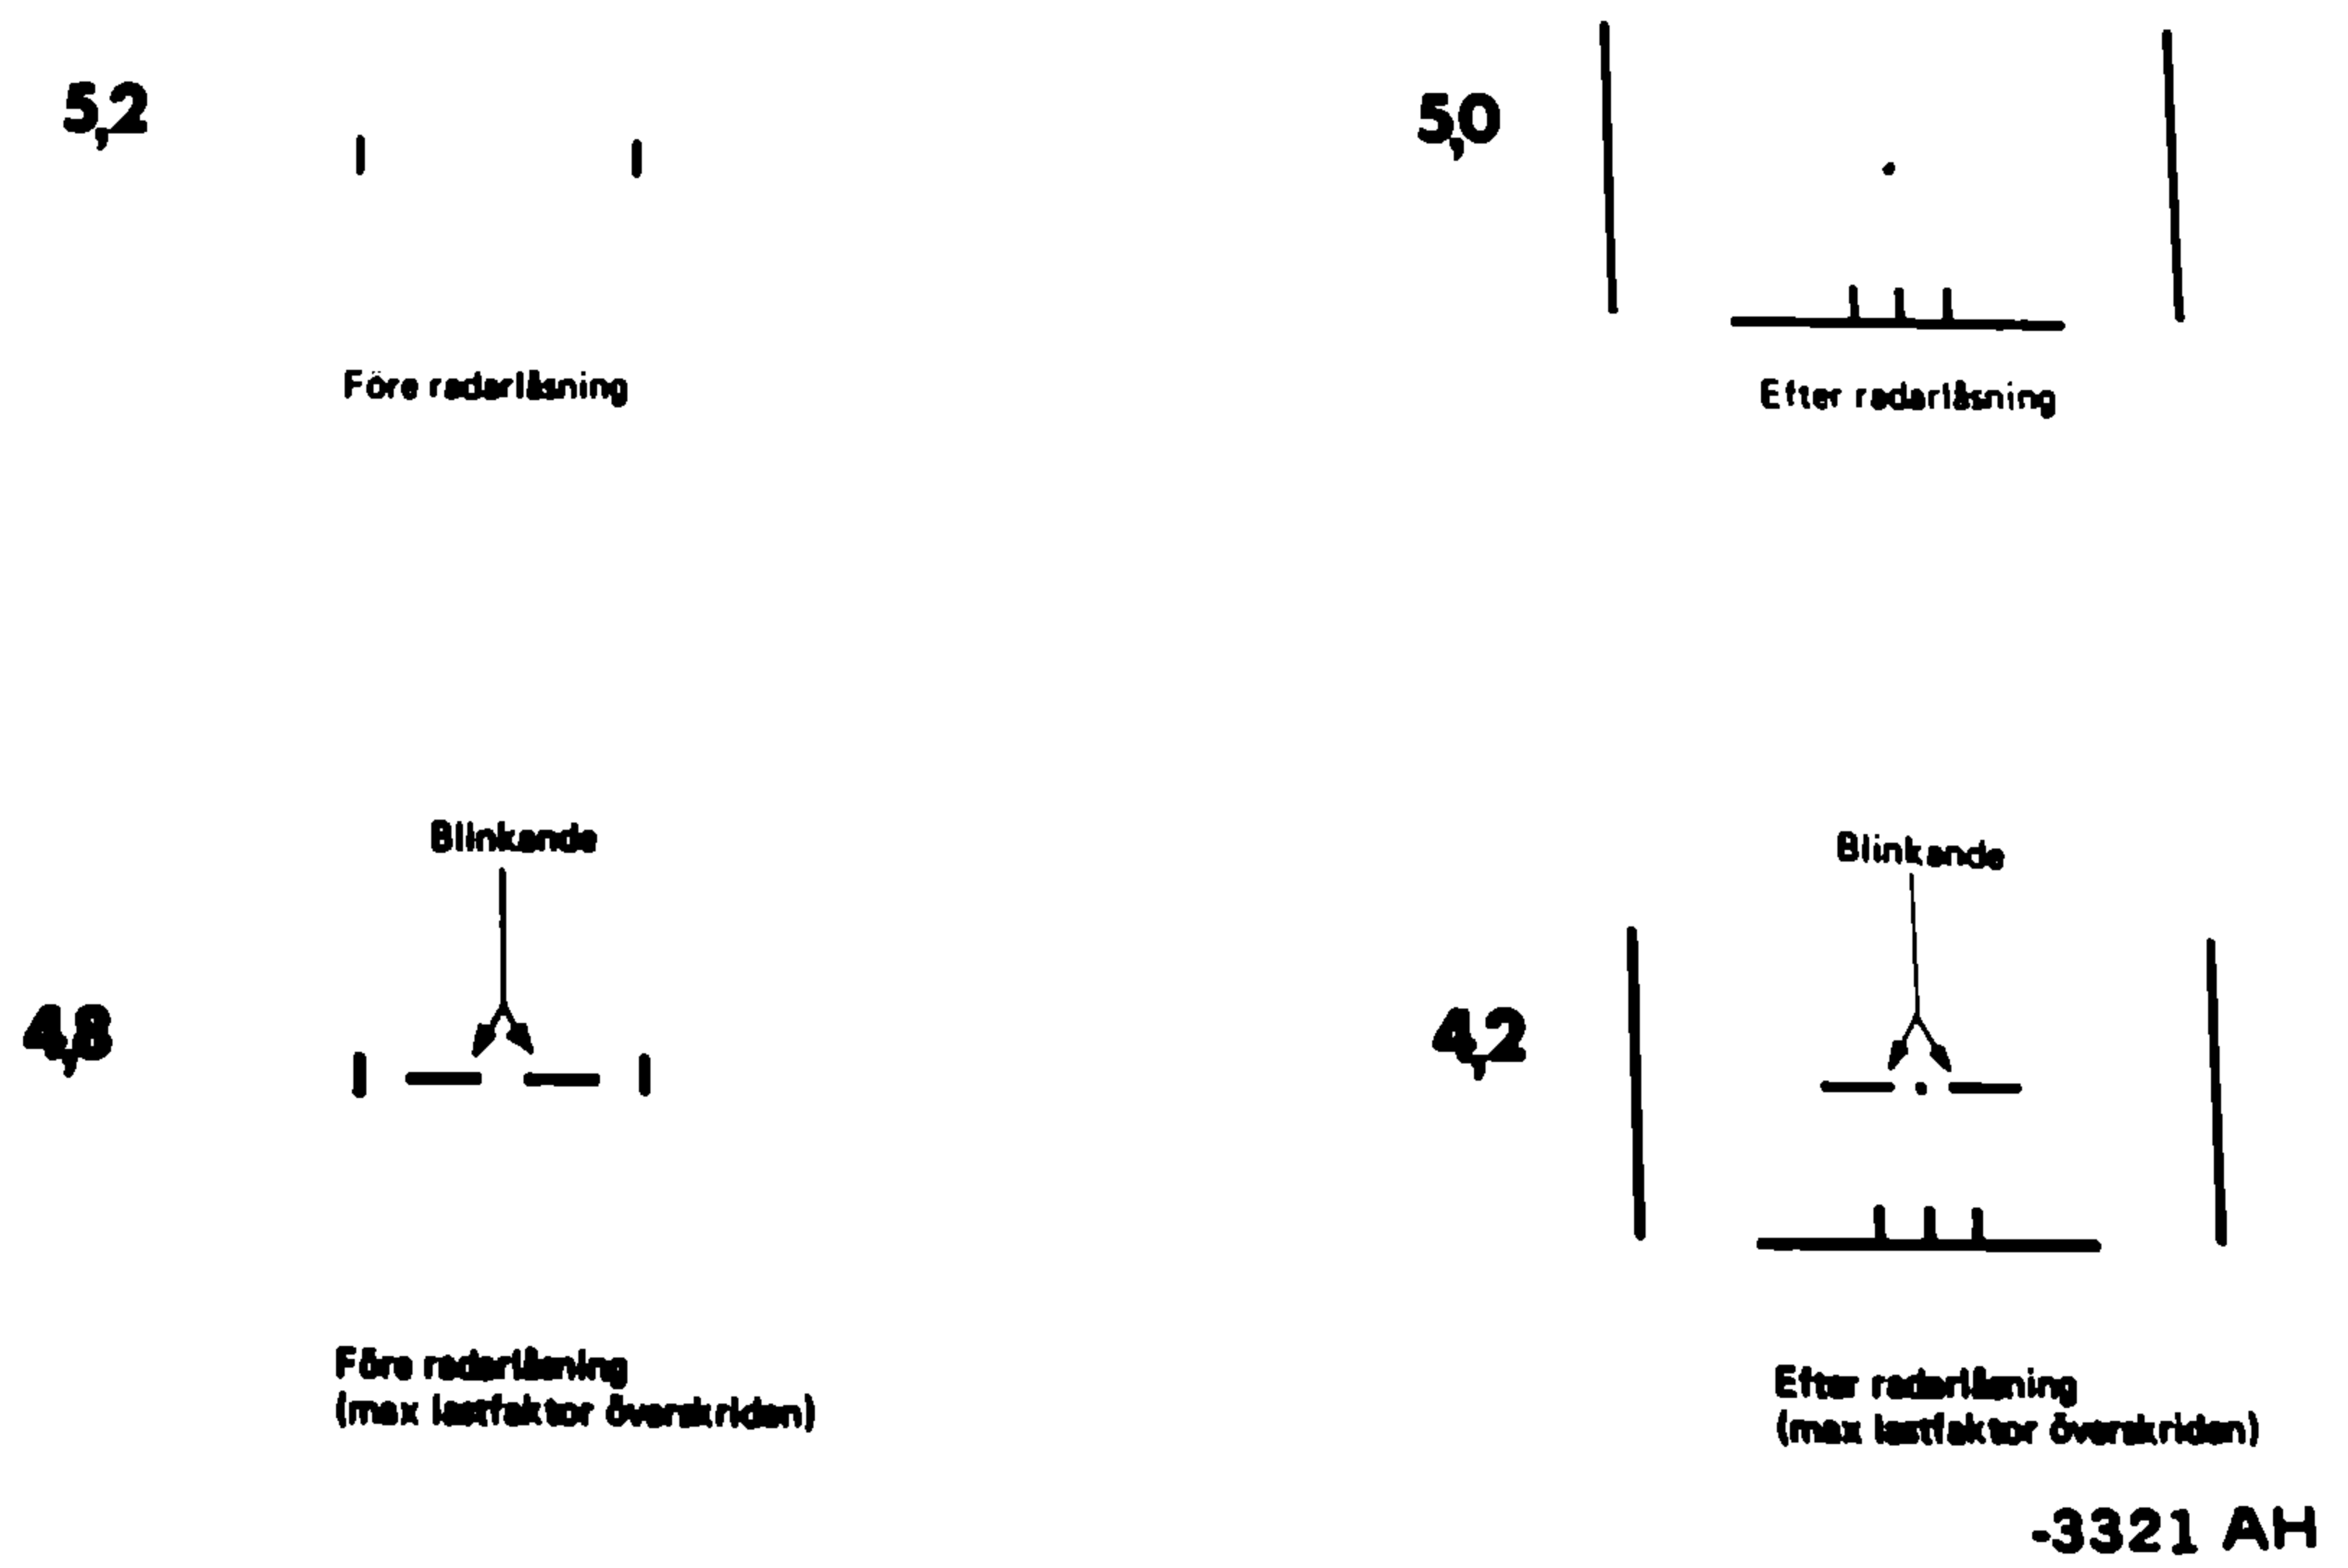 5,2
5,0
Före radarlåsning
Efter radarlåsning
Blinkande
Blinkande
4,8
4,2
Före radarlåsning
(max lastfaktor överskriden)
Efter radarlåsning
(max lastfaktor överskriden)
-3321 AH